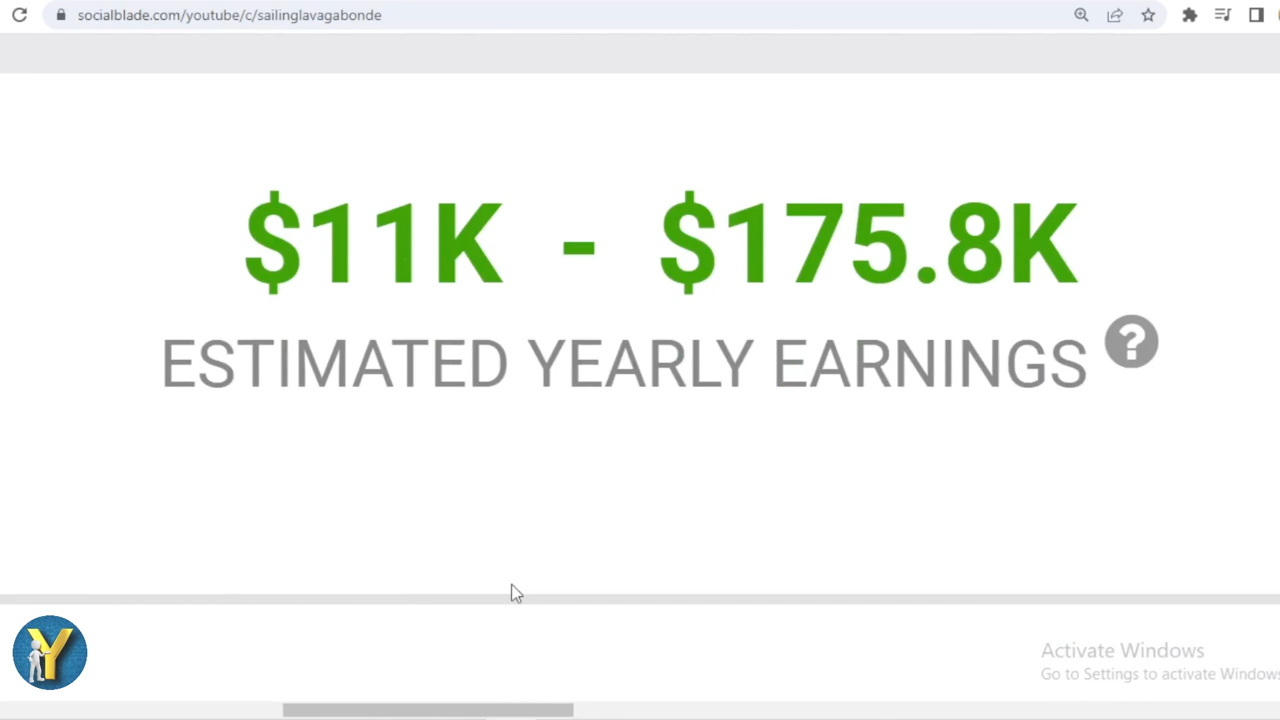 socialblade.com/youtube/c/sailinglavagabonde
$11K - $175.8K
ESTIMATED YEARLY EARNINGS ?
Y
Activate Windows
Go to Settings to activate Windows